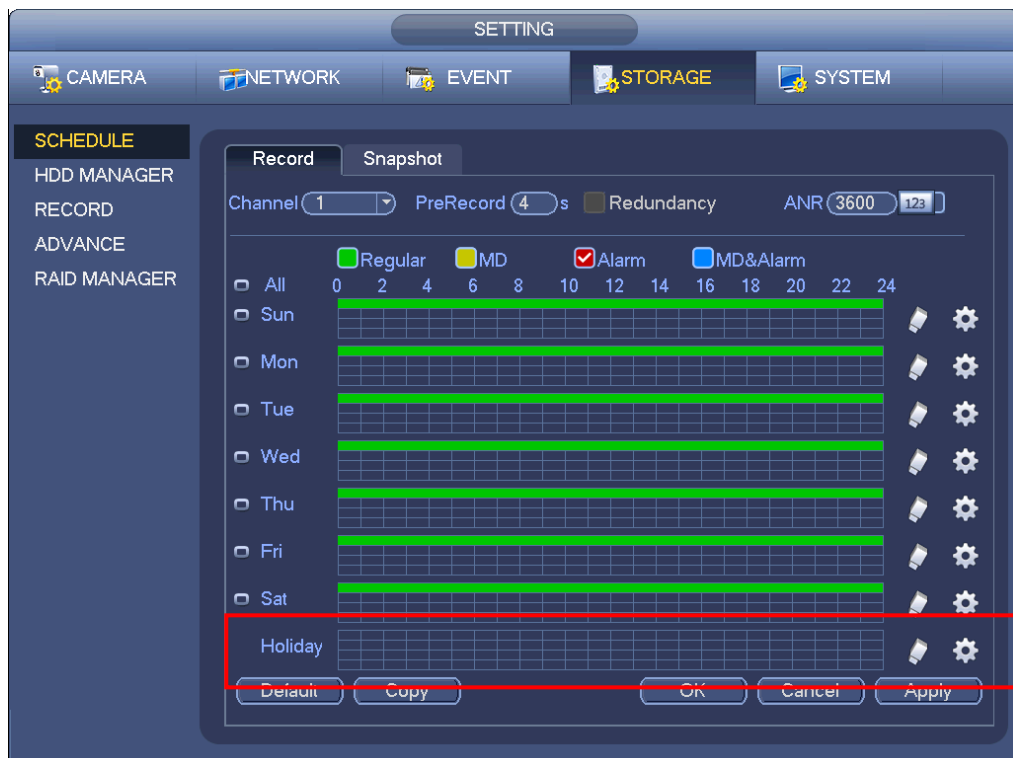 SETTING
CAMERA NETWORK EVENT STORAGE SYSTEM
SCHEDULE
HDD MANAGER
RECORD
ADVANCE
RAID MANAGER
Record Snapshot
Channel 1 PreRecord 4 s Redundancy ANR 3600 123
Regular MD Alarm MD&Alarm
All 0 2 4 6 8 10 12 14 16 18 20 22 24
Sun
Mon
Tue
Wed
Thu
Fri
Sat
Holiday
Default Copy OK Cancel Apply